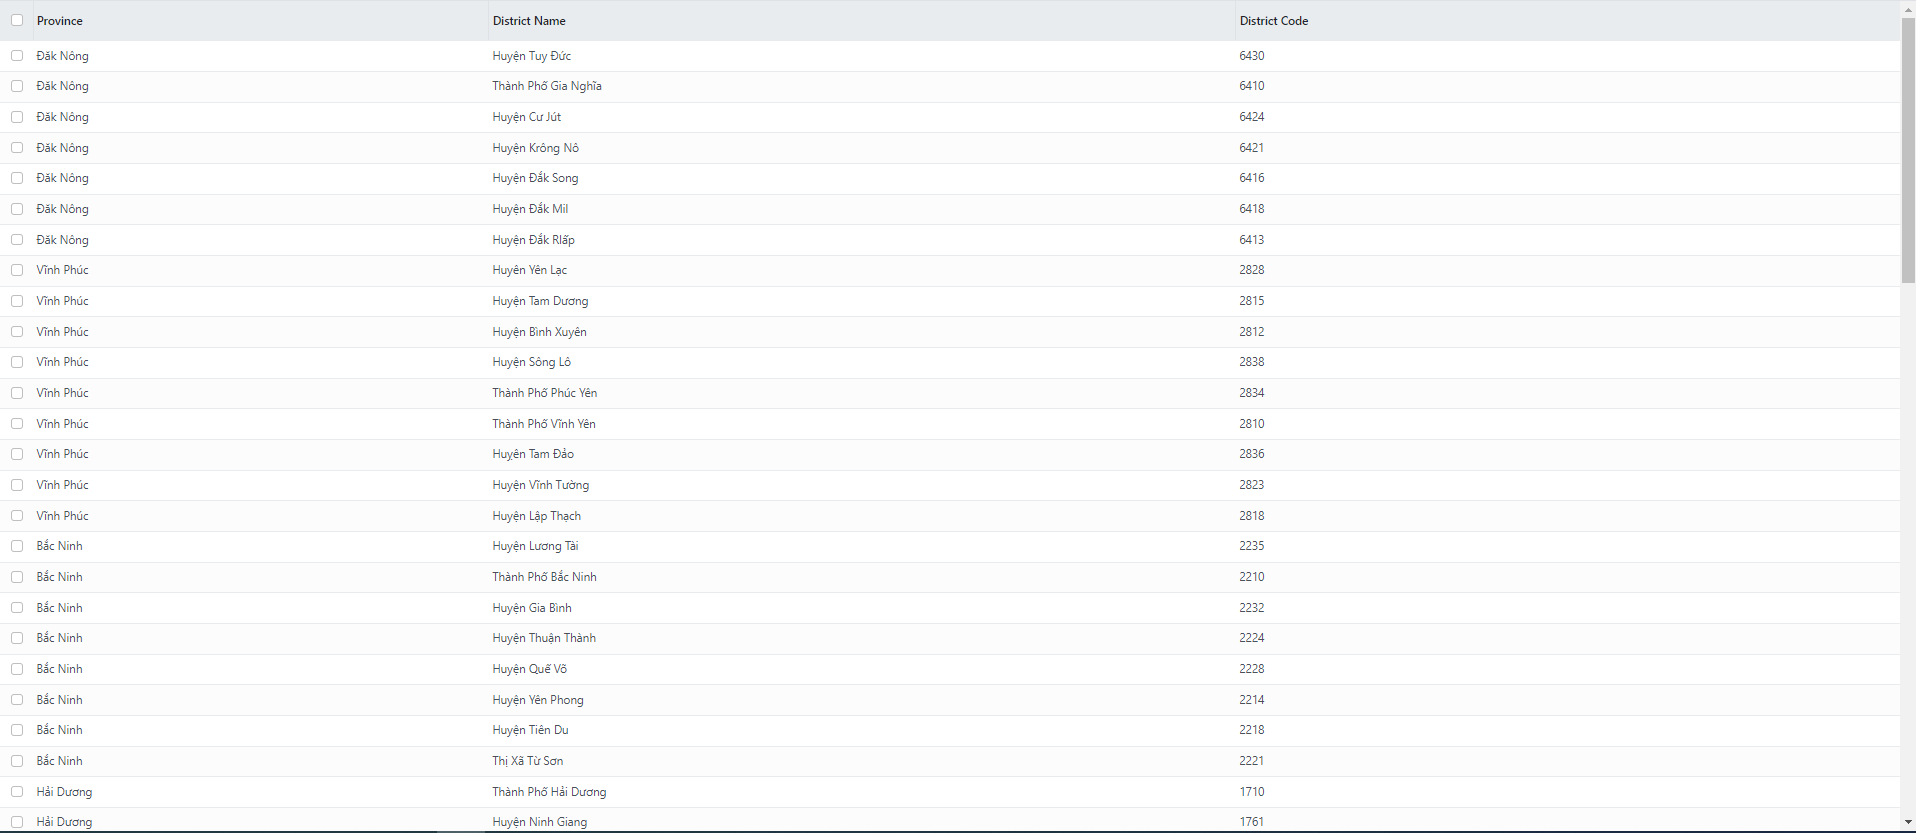 Province District Name District Code
Đăk Nông Huyện Tuy Đức 6430
Đăk Nông Thành Phố Gia Nghĩa 6410
Đăk Nông Huyện Cư Jút 6424
Đăk Nông Huyện Krông Nô 6421
Đăk Nông Huyện Đắk Song 6416
Đăk Nông Huyện Đắk Mil 6418
Đăk Nông Huyện Đắk Rlấp 6413
Vĩnh Phúc Huyện Yên Lạc 2828
Vĩnh Phúc Huyện Tam Dương 2815
Vĩnh Phúc Huyện Bình Xuyên 2812
Vĩnh Phúc Huyện Sông Lô 2838
Vĩnh Phúc Thành Phố Phúc Yên 2834
Vĩnh Phúc Thành Phố Vĩnh Yên 2810
Vĩnh Phúc Huyện Tam Đảo 2836
Vĩnh Phúc Huyện Vĩnh Tường 2823
Vĩnh Phúc Huyện Lập Thạch 2818
Bắc Ninh Huyện Lương Tài 2235
Bắc Ninh Thành Phố Bắc Ninh 2210
Bắc Ninh Huyện Gia Bình 2232
Bắc Ninh Huyện Thuận Thành 2224
Bắc Ninh Huyện Quế Võ 2228
Bắc Ninh Huyện Yên Phong 2214
Bắc Ninh Huyện Tiên Du 2218
Bắc Ninh Thị Xã Từ Sơn 2221
Hải Dương Thành Phố Hải Dương 1710
Hải Dương Huyện Ninh Giang 1761